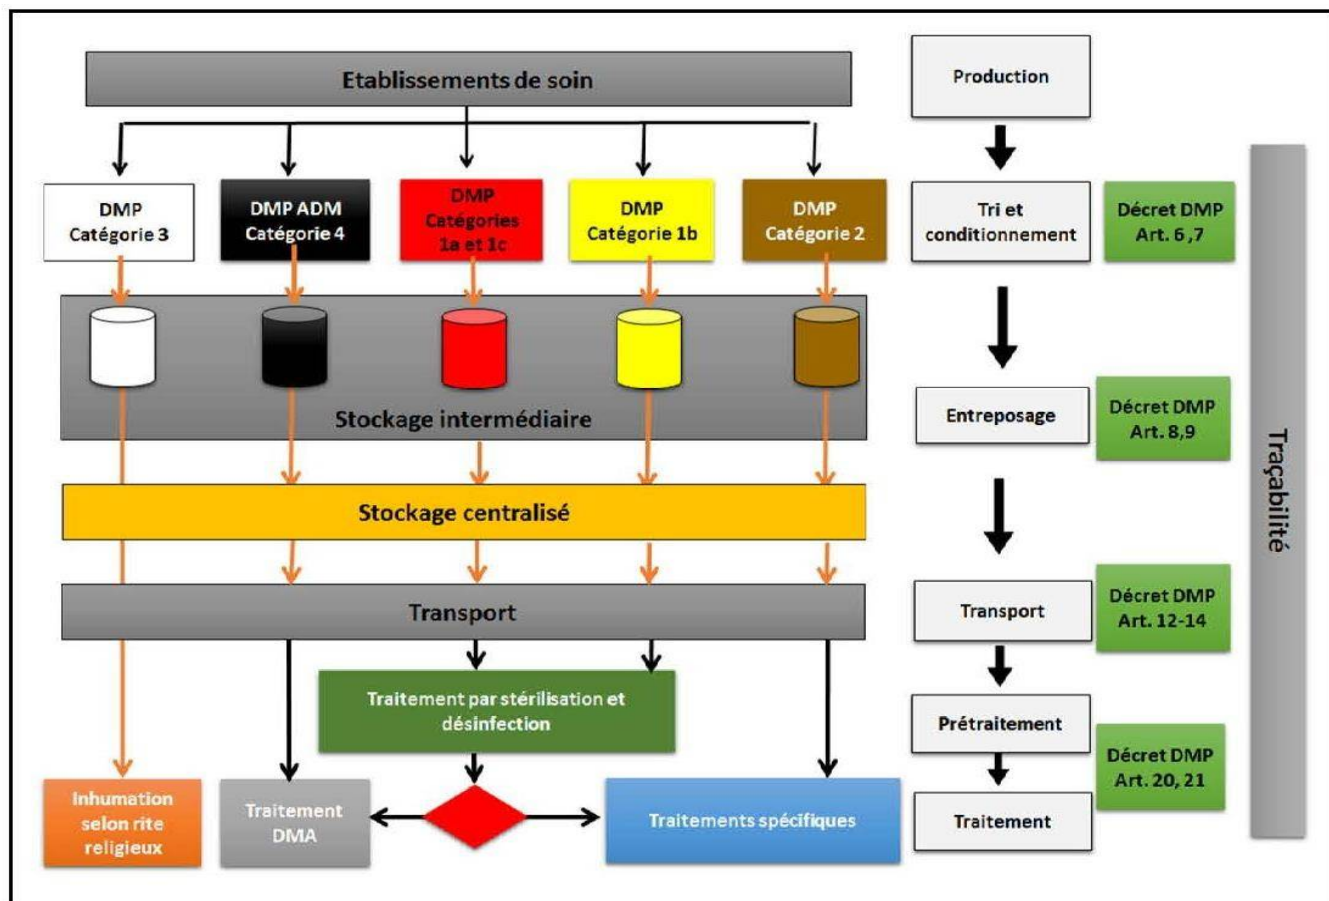 Etablissements de soin
Production
DMP
Catégorie 3
DMP ADM
Catégorie 4
DMP
Catégories
1a et 1c
DMP
Catégorie 1b
DMP
Catégorie 2
Tri et
conditionnement
Décret DMP
Art. 6 ,7
Stockage intermédiaire
Entreposage
Décret DMP
Art. 8,9
Traçabilité
Stockage centralisé
Transport
Transport
Décret DMP
Art. 12-14
Traitement par stérilisation et
désinfection
Prétraitement
Décret DMP
Art. 20, 21
Inhumation
selon rite
religieux
Traitement
DMA
Traitements spécifiques
Traitement